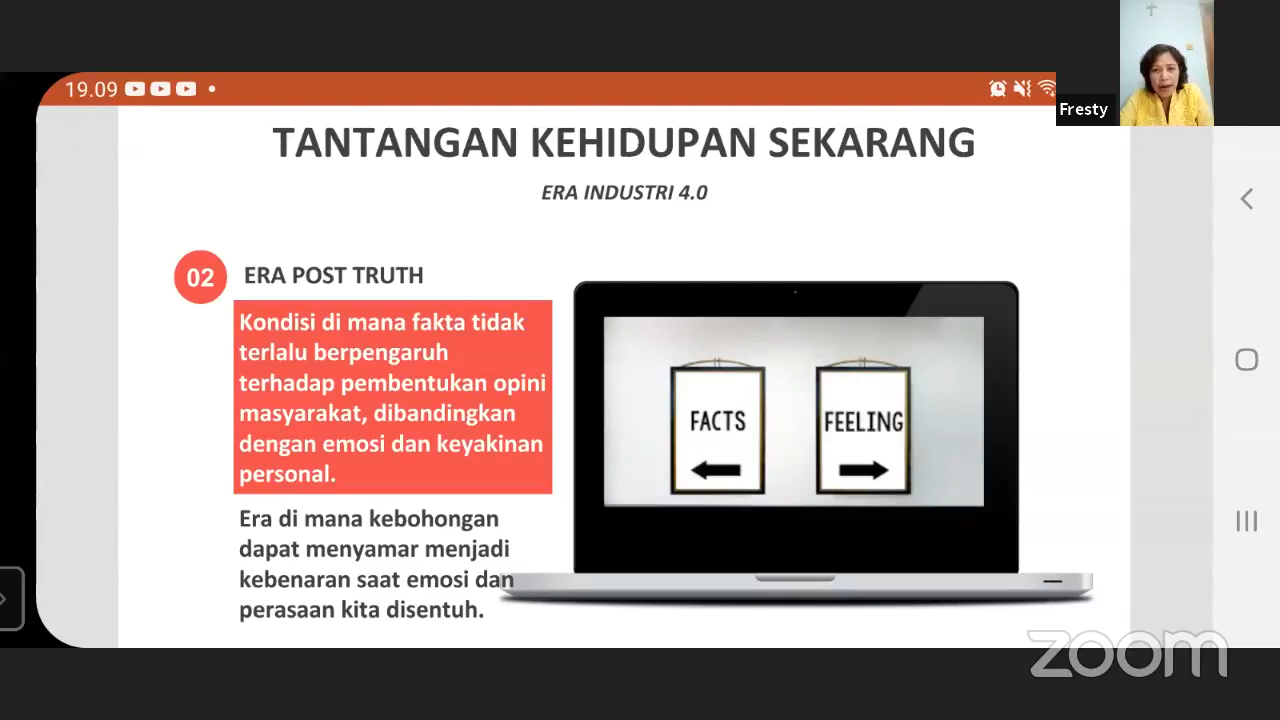 19.09
Fresty
TANTANGAN KEHIDUPAN SEKARANG
ERA INDUSTRI 4.0
02
ERA POST TRUTH
Kondisi di mana fakta tidak
terlalu berpengaruh
terhadap pembentukan opini
masyarakat, dibandingkan
dengan emosi dan keyakinan
personal.
Era di mana kebohongan
dapat menyamar menjadi
kebenaran saat emosi dan
perasaan kita disentuh.
FACTS
FEELING
zoom